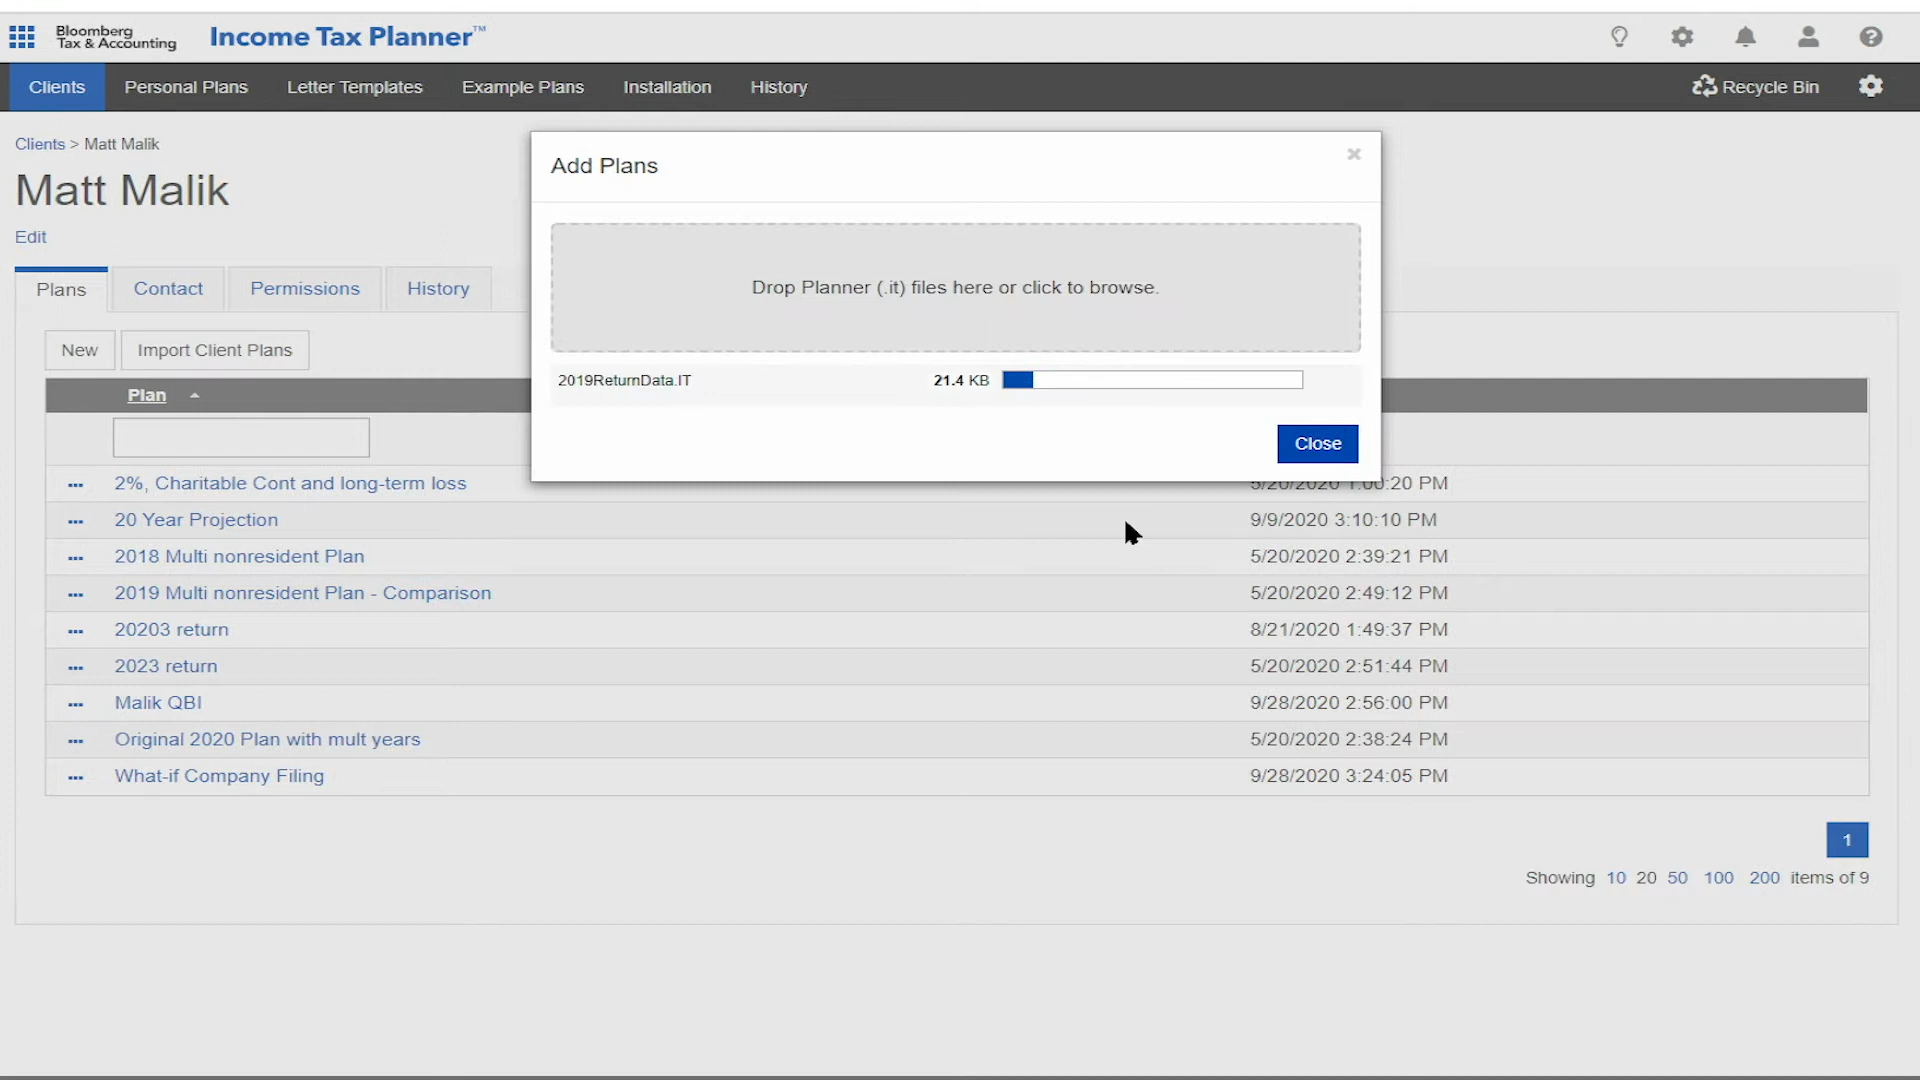 Bloomberg
Tax & Accounting
Income Tax Planner™
Clients
Personal Plans
Letter Templates
Example Plans
Installation
History
Recycle Bin
Clients > Matt Malik
Matt Malik
Edit
Plans
Contact
Permissions
History
New
Import Client Plans
Add Plans
×
Drop Planner (.it) files here or click to browse.
2019ReturnData.IT 21.4 KB
Close
Plan
2%, Charitable Cont and long-term loss 5/20/2020 1:00:20 PM
20 Year Projection 9/9/2020 3:10:10 PM
2018 Multi nonresident Plan 5/20/2020 2:39:21 PM
2019 Multi nonresident Plan - Comparison 5/20/2020 2:49:12 PM
20203 return 8/21/2020 1:49:37 PM
2023 return 5/20/2020 2:51:44 PM
Malik QBI 9/28/2020 2:56:00 PM
Original 2020 Plan with mult years 5/20/2020 2:38:24 PM
What-if Company Filing 9/28/2020 3:24:05 PM
1
Showing 10 20 50 100 200 items of 9